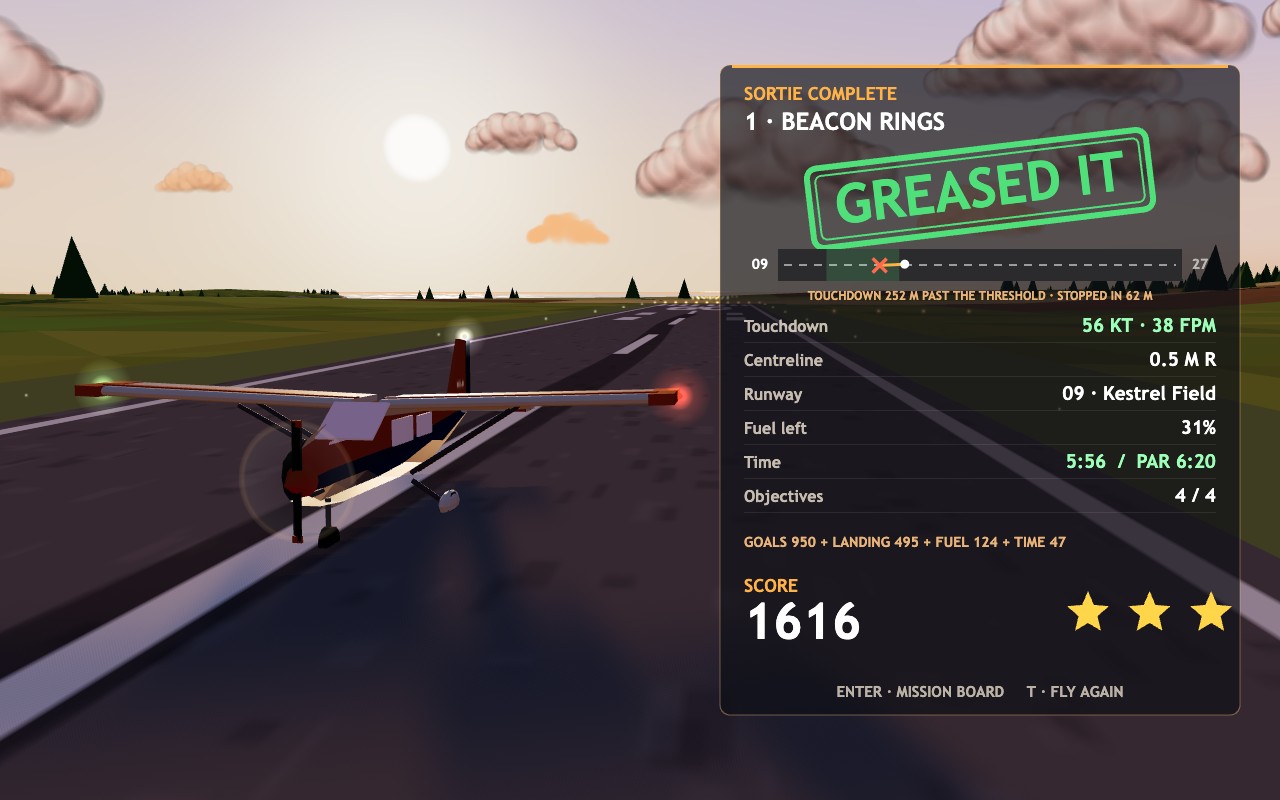 SORTIE COMPLETE
1 · BEACON RINGS
GREASED IT
09 27
TOUCHDOWN 252 M PAST THE THRESHOLD · STOPPED IN 62 M
Touchdown 56 KT · 38 FPM
Centreline 0.5 M R
Runway 09 · Kestrel Field
Fuel left 31%
Time 5:56 / PAR 6:20
Objectives 4 / 4
GOALS 950 + LANDING 495 + FUEL 124 + TIME 47
SCORE
1616
ENTER · MISSION BOARD T · FLY AGAIN